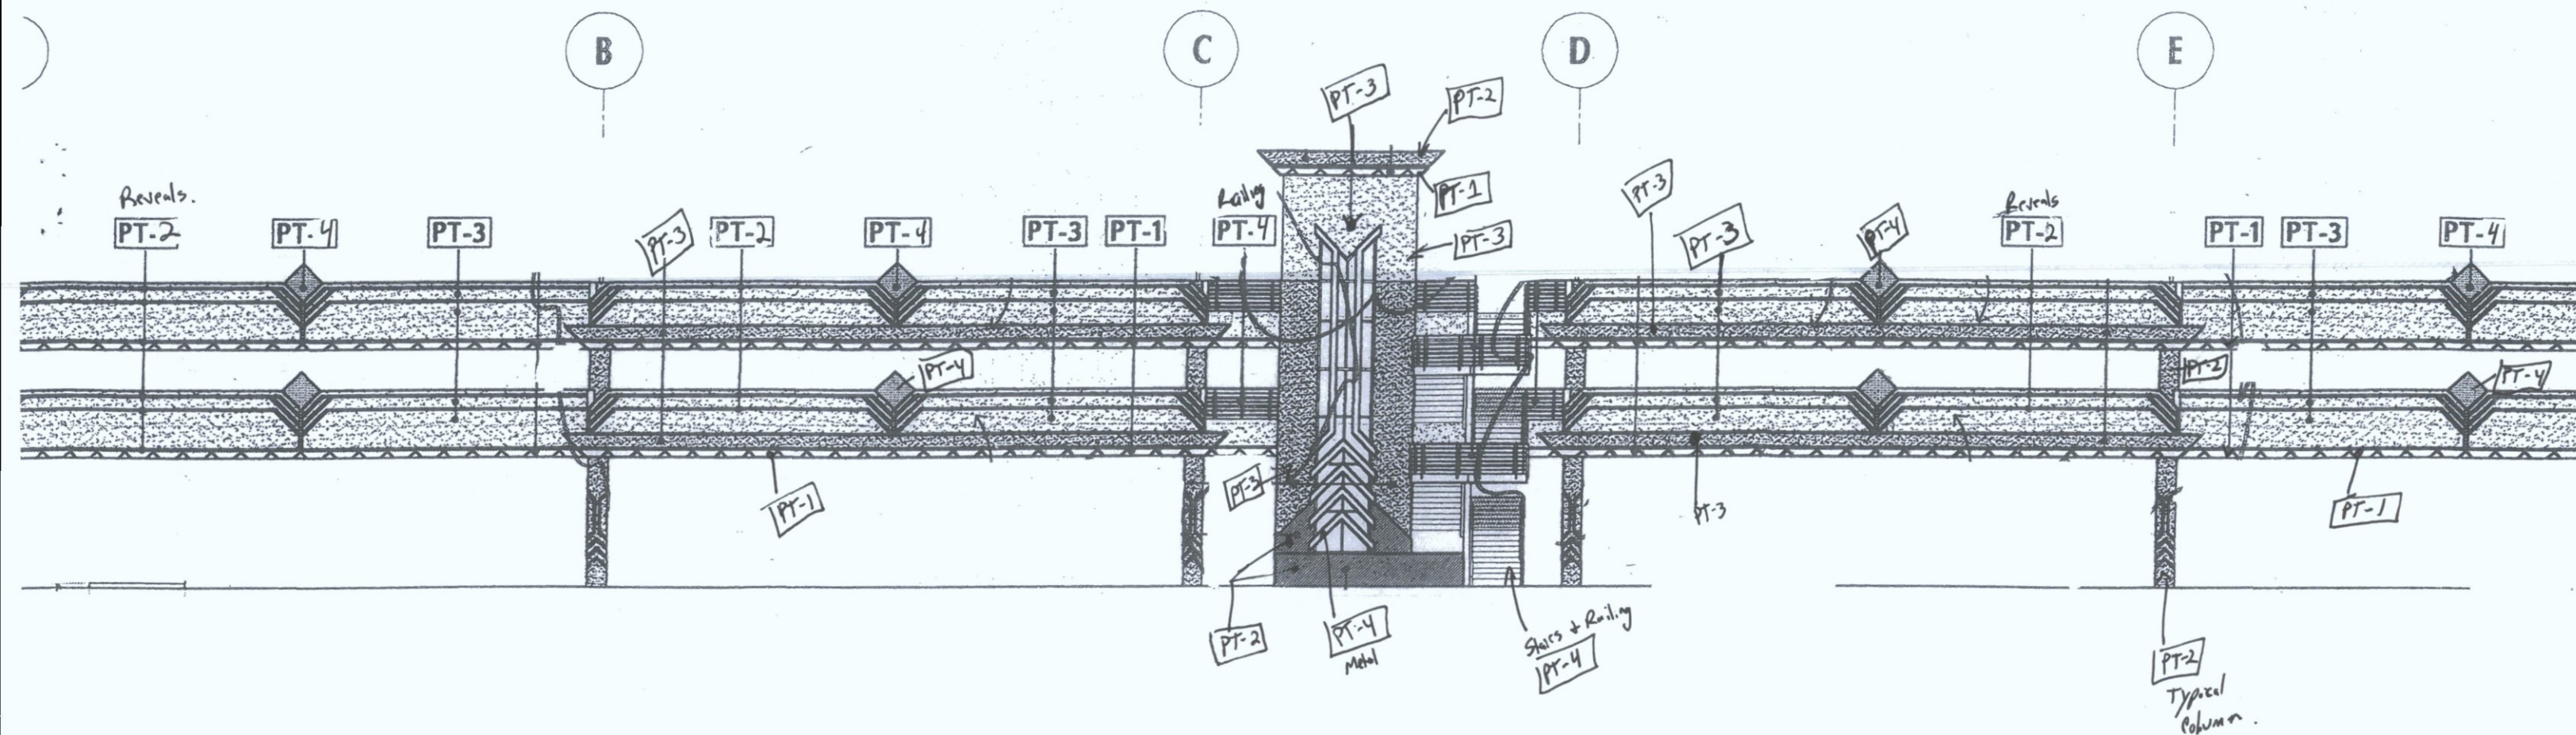 B
C
D
E
PT-3
PT-2
PT-1
PT-3
Reveals.
PT-2
PT-4
PT-3
PT-3
PT-2
PT-4
PT-3
PT-1
Railing
PT-4
PT-3
PT-3
PT-4
Reveals
PT-2
PT-1
PT-3
PT-4
PT-4
PT-2
PT-4
PT-1
PT-3
PT-3
PT-1
PT-2
PT-4
Metal
Stairs + Railing
PT-4
PT-2
Typical
Column.